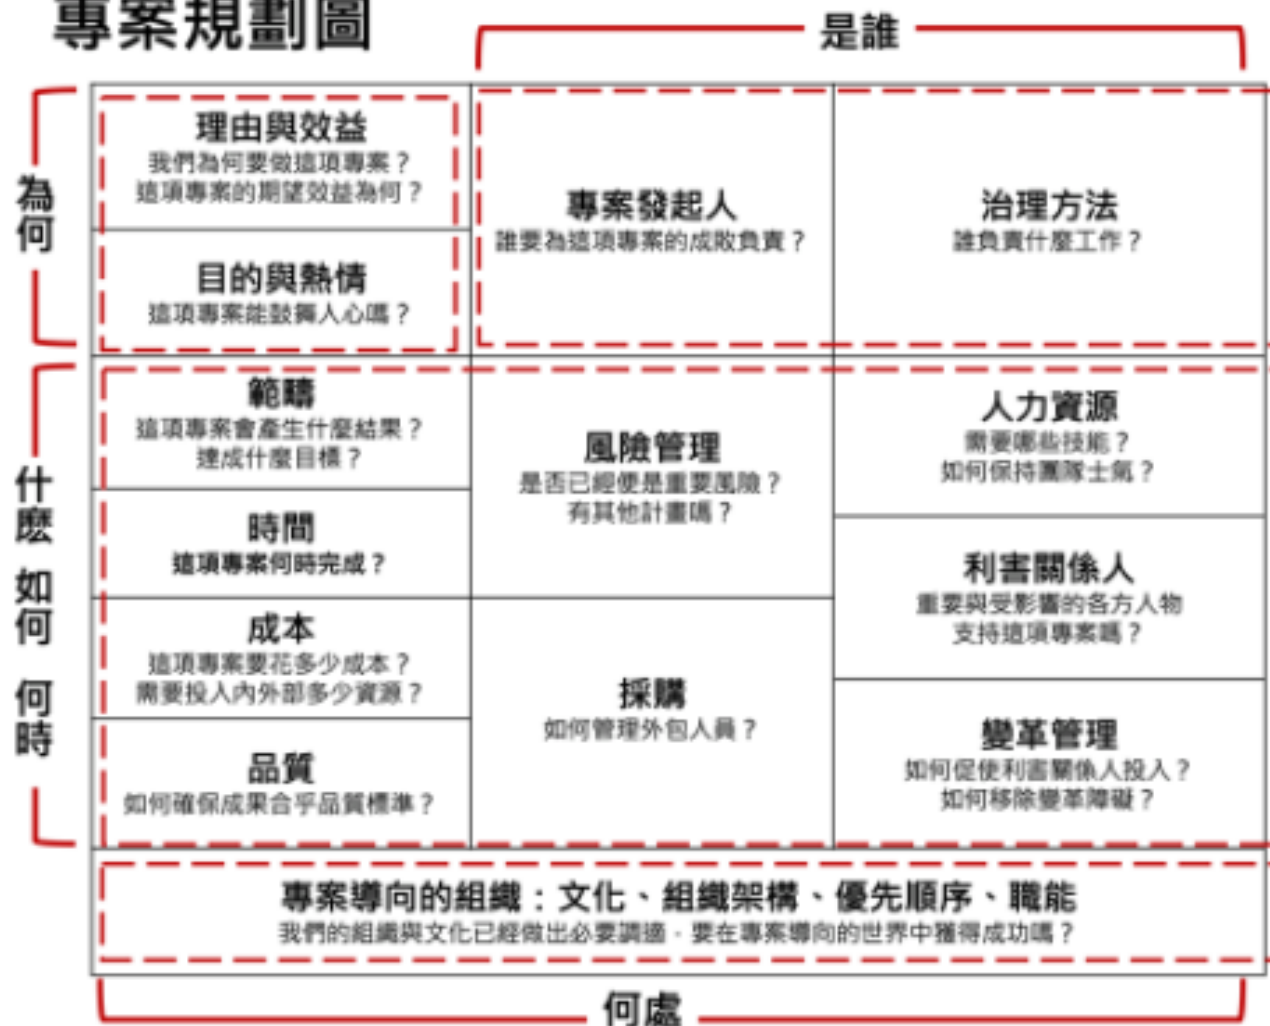 專案規劃圖
是誰
為何
理由與效益
我們為何要做這項專案？
這項專案的期望效益為何？
目的與熱情
這項專案能鼓舞人心嗎？
專案發起人
誰要為這項專案的成敗負責？
治理方法
誰負責什麼工作？
什麼 如何 何時
範疇
這項專案會產生什麼結果？
達成什麼目標？
時間
這項專案何時完成？
成本
這項專案要花多少成本？
需要投入內外部多少資源？
品質
如何確保成果合乎品質標準？
風險管理
是否已經便是重要風險？
有其他計畫嗎？
採購
如何管理外包人員？
人力資源
需要哪些技能？
如何保持團隊士氣？
利害關係人
重要與受影響的各方人物
支持這項專案嗎？
變革管理
如何促使利害關係人投入？
如何移除變革障礙？
專案導向的組織：文化、組織架構、優先順序、職能
我們的組織與文化已經做出必要調適，要在專案導向的世界中獲得成功嗎？
何處